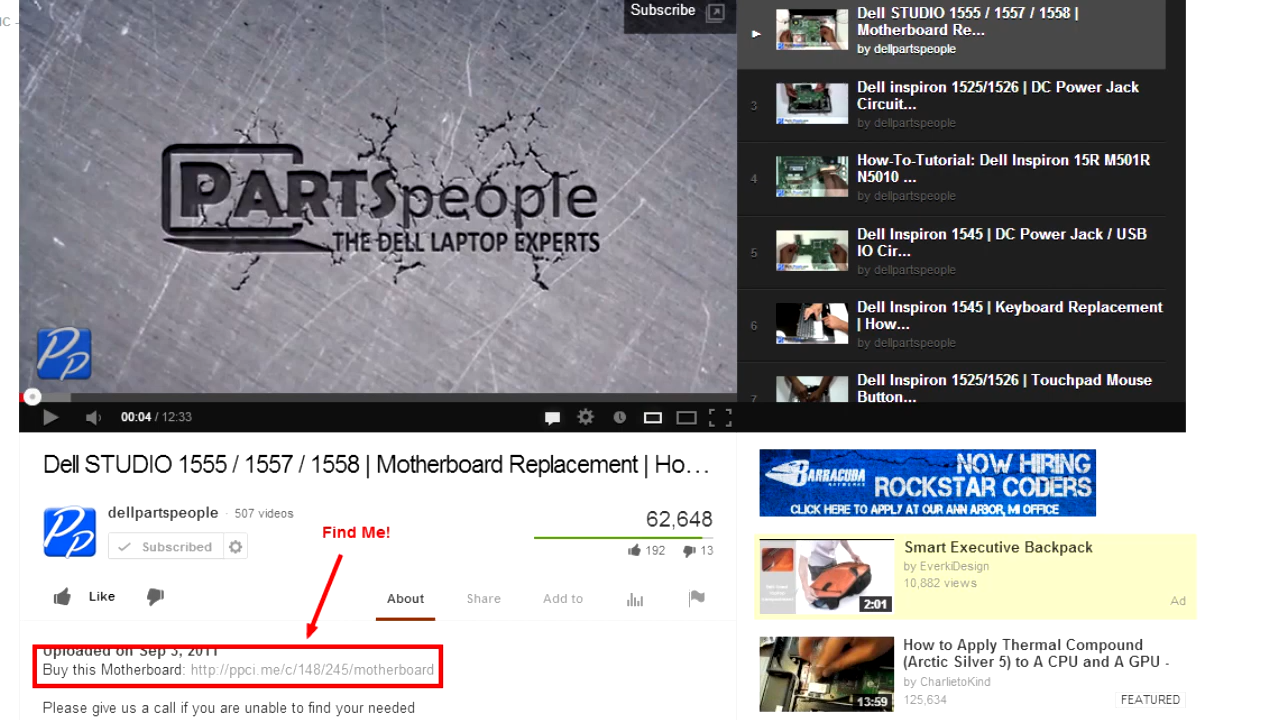 IC -
Subscribe
PARTSpeople
THE DELL LAPTOP EXPERTS
PP
00:04 / 12:33
Dell STUDIO 1555 / 1557 / 1558 |
Motherboard Re...
by dellpartspeople
3
Dell inspiron 1525/1526 | DC Power Jack
Circuit...
by dellpartspeople
4
How-To-Tutorial: Dell Inspiron 15R M501R
N5010 ...
by dellpartspeople
5
Dell Inspiron 1545 | DC Power Jack / USB
IO Cir...
by dellpartspeople
6
Dell Inspiron 1545 | Keyboard Replacement
| How...
by dellpartspeople
7
Dell Inspiron 1525/1526 | Touchpad Mouse
Button...
Dell STUDIO 1555 / 1557 / 1558 | Motherboard Replacement | Ho...
PP
dellpartspeople · 507 videos
Subscribed
62,648
192 13
Find Me!
Like
About
Share
Add to
Uploaded on Sep 3, 2011
Buy this Motherboard: http://ppci.me/c/148/245/motherboard
Please give us a call if you are unable to find your needed
BARRACUDA
NETWORKS
NOW HIRING
ROCKSTAR CODERS
CLICK HERE TO APPLY AT OUR ANN ARBOR, MI OFFICE
Smart Executive Backpack
by EverkiDesign
10,882 views
2:01
Ad
How to Apply Thermal Compound
(Arctic Silver 5) to A CPU and A GPU -
by CharlietoKind
125,634
13:59
FEATURED